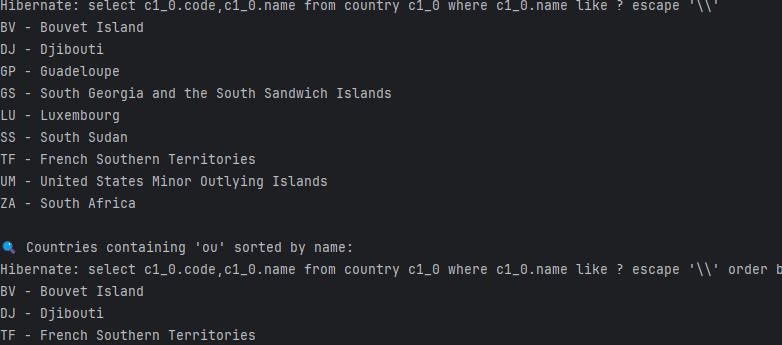 Hibernate: select c1_0.code,c1_0.name from country c1_0 where c1_0.name like ? escape '\\'
BV - Bouvet Island
DJ - Djibouti
GP - Guadeloupe
GS - South Georgia and the South Sandwich Islands
LU - Luxembourg
SS - South Sudan
TF - French Southern Territories
UM - United States Minor Outlying Islands
ZA - South Africa
Countries containing 'ou' sorted by name:
Hibernate: select c1_0.code,c1_0.name from country c1_0 where c1_0.name like ? escape '\\' order b
BV - Bouvet Island
DJ - Djibouti
TF - French Southern Territories